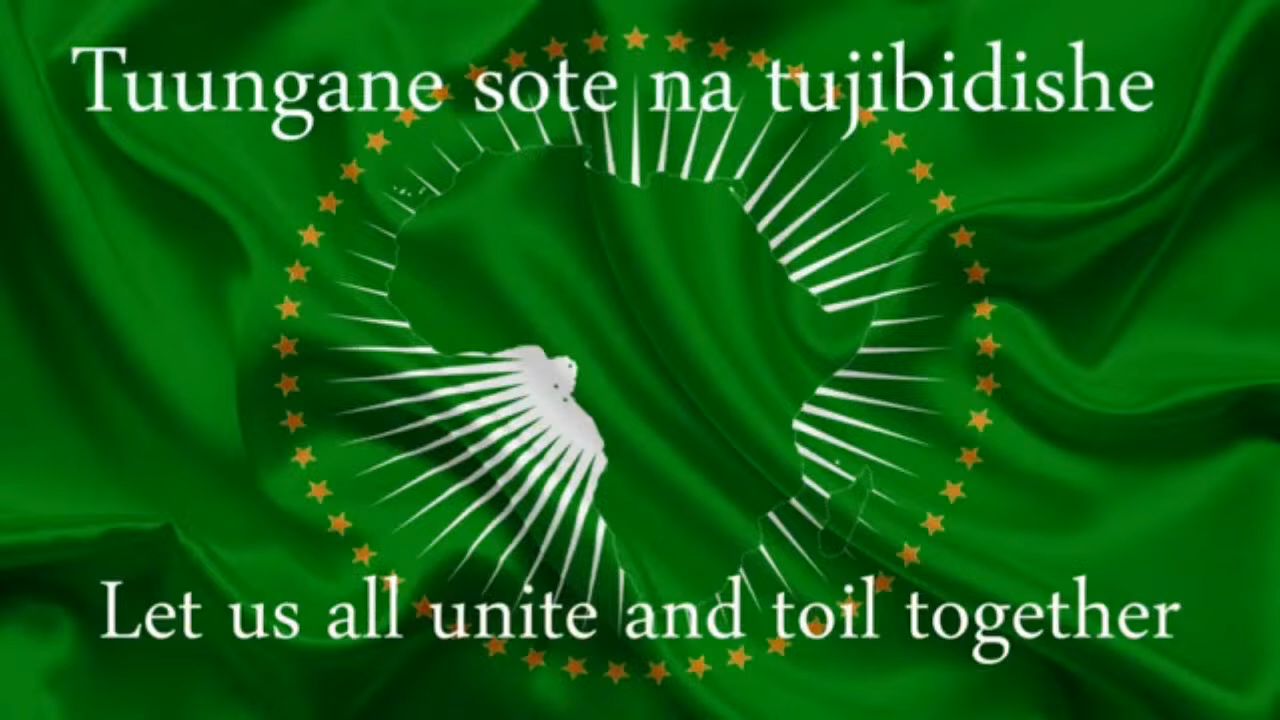 Tuungane sote na tujibidishe
Let us all unite and toil together